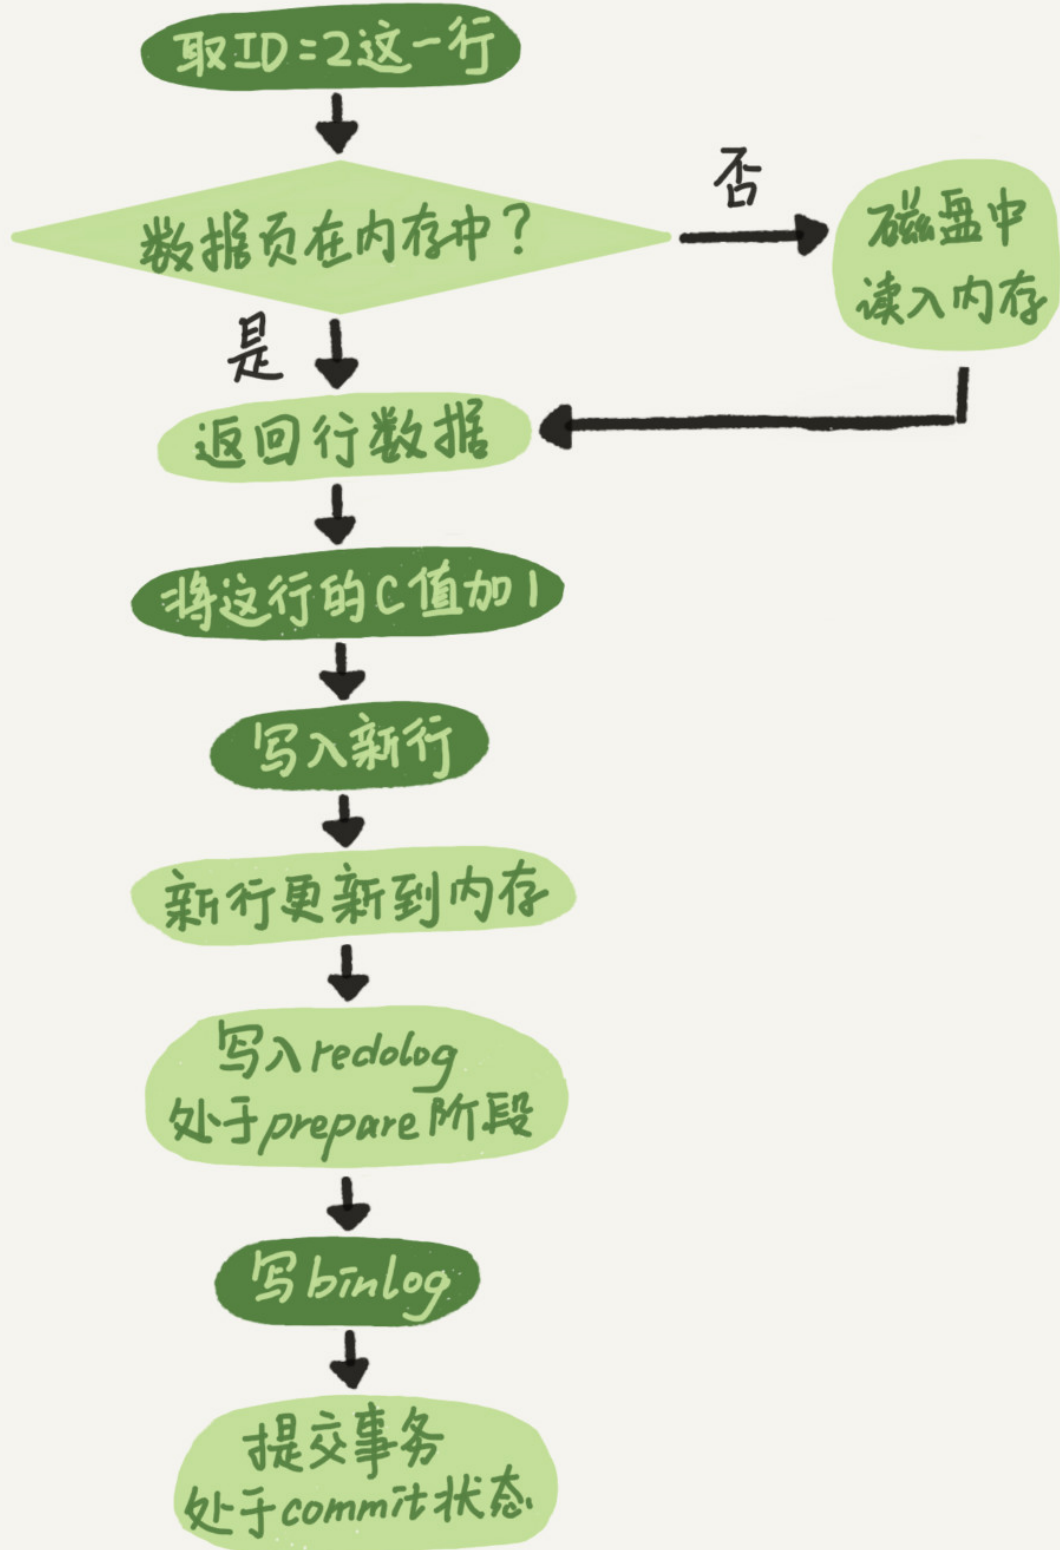 取ID=2这一行
数据页在内存中？
否
磁盘中
读入内存
是
返回行数据
将这行的C值加1
写入新行
新行更新到内存
写入redolog
处于prepare阶段
写binlog
提交事务
处于commit状态